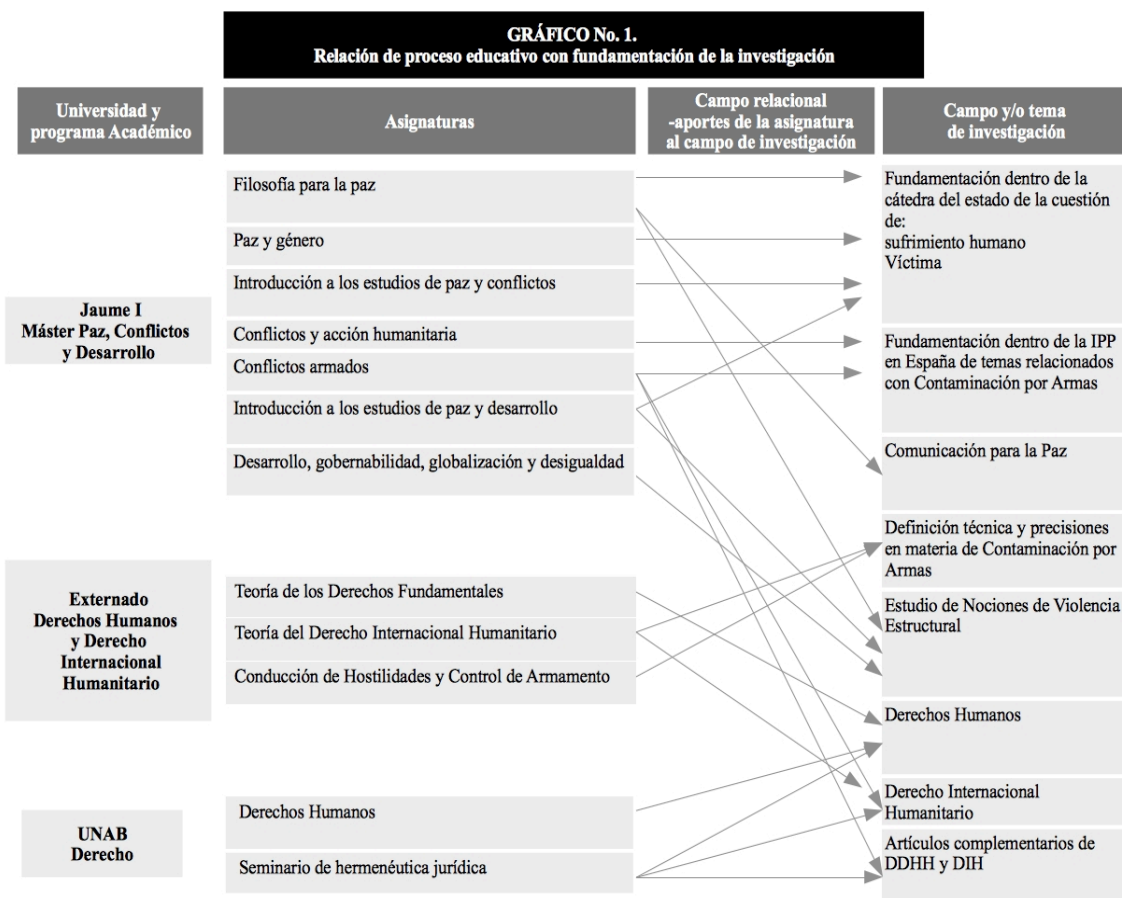 GRÁFICO No. 1.
Relación de proceso educativo con fundamentación de la investigación
Universidad y
programa Académico
Asignaturas
Campo relacional
-aportes de la asignatura
al campo de investigación
Campo y/o tema
de investigación
Jaume I
Máster Paz, Conflictos
y Desarrollo
Filosofía para la paz
Paz y género
Introducción a los estudios de paz y conflictos
Conflictos y acción humanitaria
Conflictos armados
Introducción a los estudios de paz y desarrollo
Desarrollo, gobernabilidad, globalización y desigualdad
Externado
Derechos Humanos
y Derecho
Internacional
Humanitario
Teoría de los Derechos Fundamentales
Teoría del Derecho Internacional Humanitario
Conducción de Hostilidades y Control de Armamento
UNAB
Derecho
Derechos Humanos
Seminario de hermenéutica jurídica
Fundamentación dentro de la
cátedra del estado de la cuestión
de:
sufrimiento humano
Víctima
Fundamentación dentro de la IPP
en España de temas relacionados
con Contaminación por Armas
Comunicación para la Paz
Definición técnica y precisiones
en materia de Contaminación por
Armas
Estudio de Nociones de Violencia
Estructural
Derechos Humanos
Derecho Internacional
Humanitario
Artículos complementarios de
DDHH y DIH